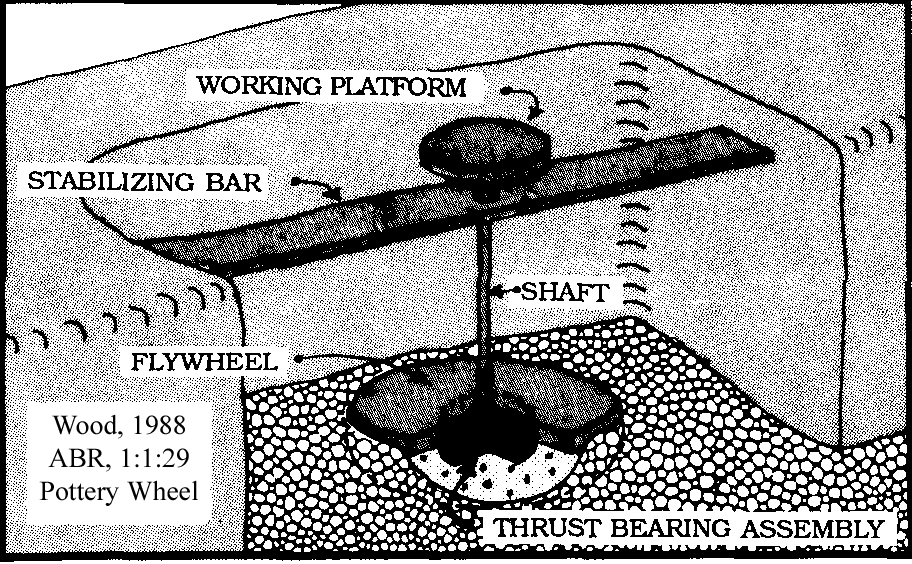 WORKING PLATFORM
STABILIZING BAR
SHAFT
FLYWHEEL
Wood, 1988
ABR, 1:1:29
Pottery Wheel
THRUST BEARING ASSEMBLY